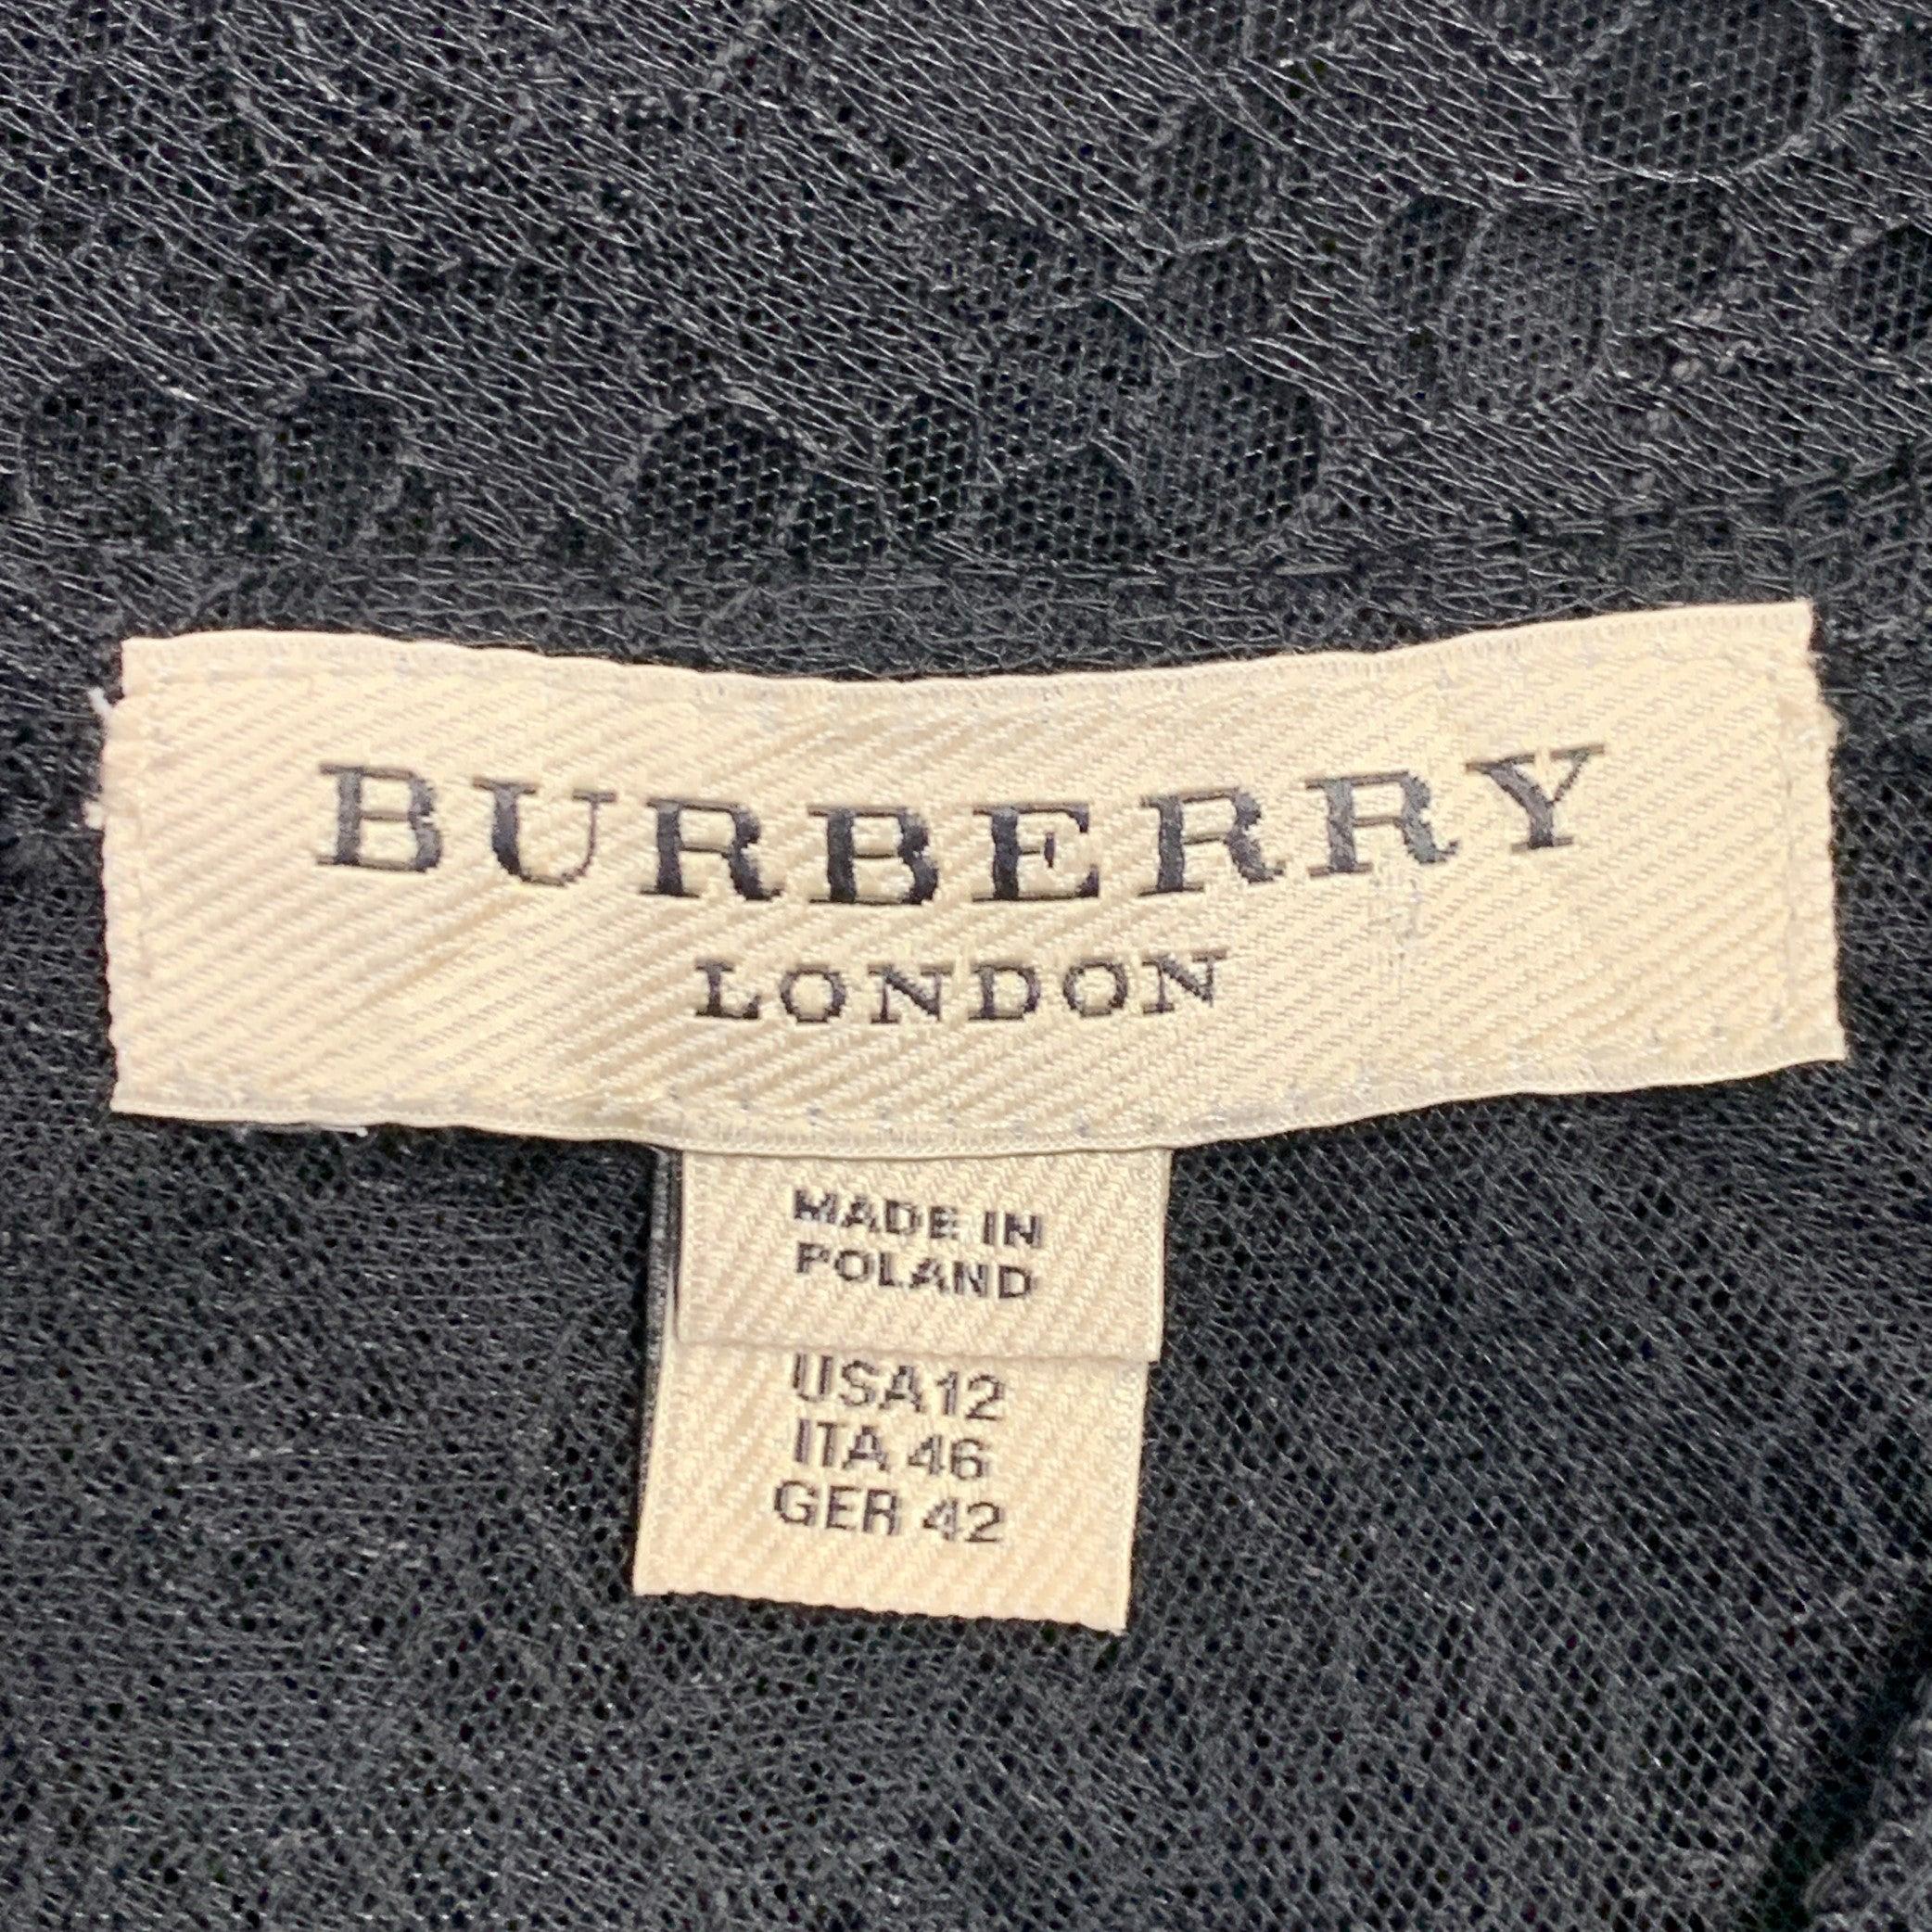 BURBERRY
LONDON
MADE IN
POLAND
USA12
ITA 46
GER 42